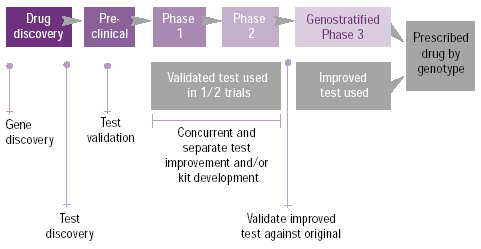 Drug
discovery
Pre-
clinical
Phase
1
Phase
2
Genostratified
Phase 3
Prescribed
drug by
genotype
Validated test used
in 1/2 trials
Improved
test used
Gene
discovery
Test
validation
Concurrent and
separate test
improvement and/or
kit development
Test
discovery
Validate improved
test against original